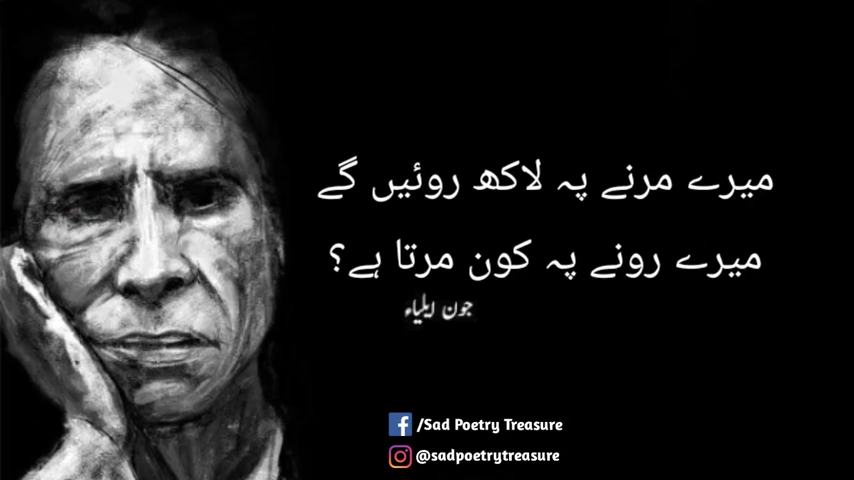 میرے مرنے پہ لاکھ روئیں گے
میرے رونے پہ کون مرتا ہے؟
جون ایلیاء
/Sad Poetry Treasure
@sadpoetrytreasure